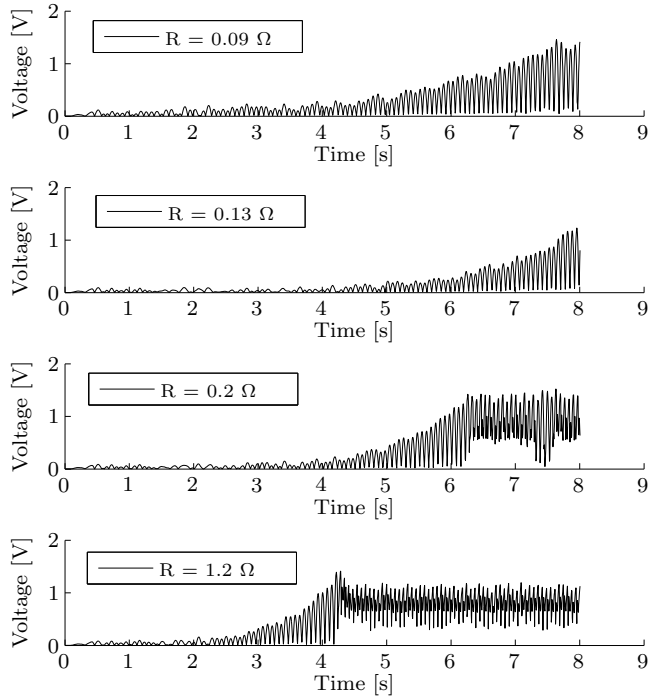 2
1
0
Voltage [V]
R = 0.09 Ω
0 1 2 3 4 5 6 7 8 9
Time [s]
2
1
0
Voltage [V]
R = 0.13 Ω
0 1 2 3 4 5 6 7 8 9
Time [s]
2
1
0
Voltage [V]
R = 0.2 Ω
0 1 2 3 4 5 6 7 8 9
Time [s]
2
1
0
Voltage [V]
R = 1.2 Ω
0 1 2 3 4 5 6 7 8 9
Time [s]